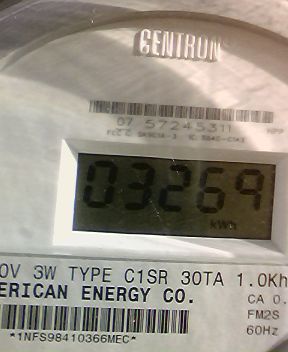 CENTRON
07 57245311
03269
kWh
0V 3W TYPE C1SR 30TA 1.0Kh
ERICAN ENERGY CO.
CA 0.
FM2S
60Hz
*1NFS98410366MEC*